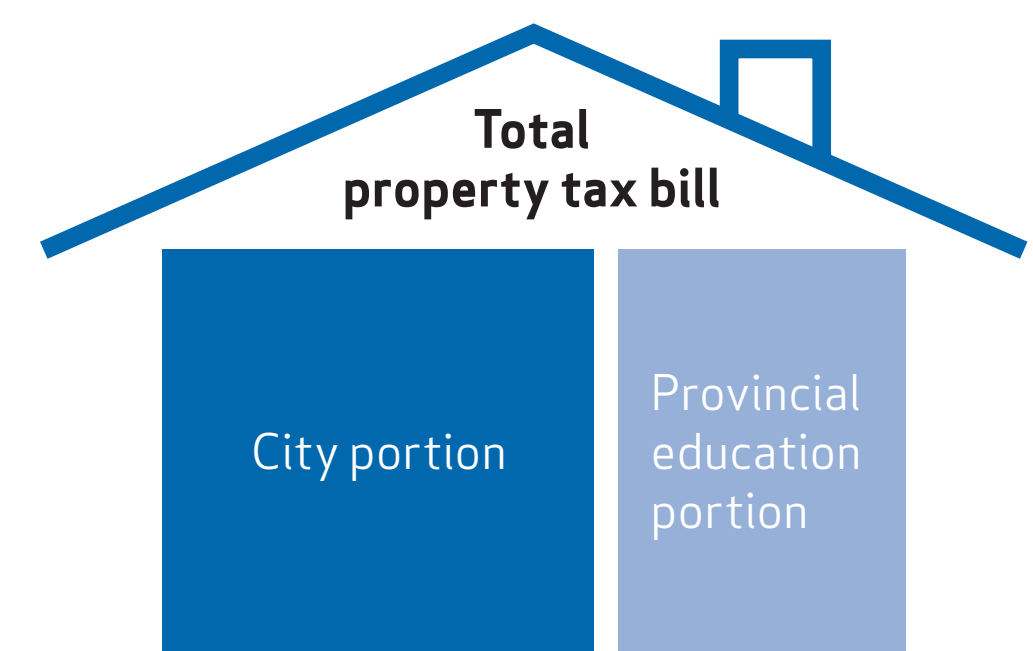 Total
property tax bill
City portion
Provincial
education
portion